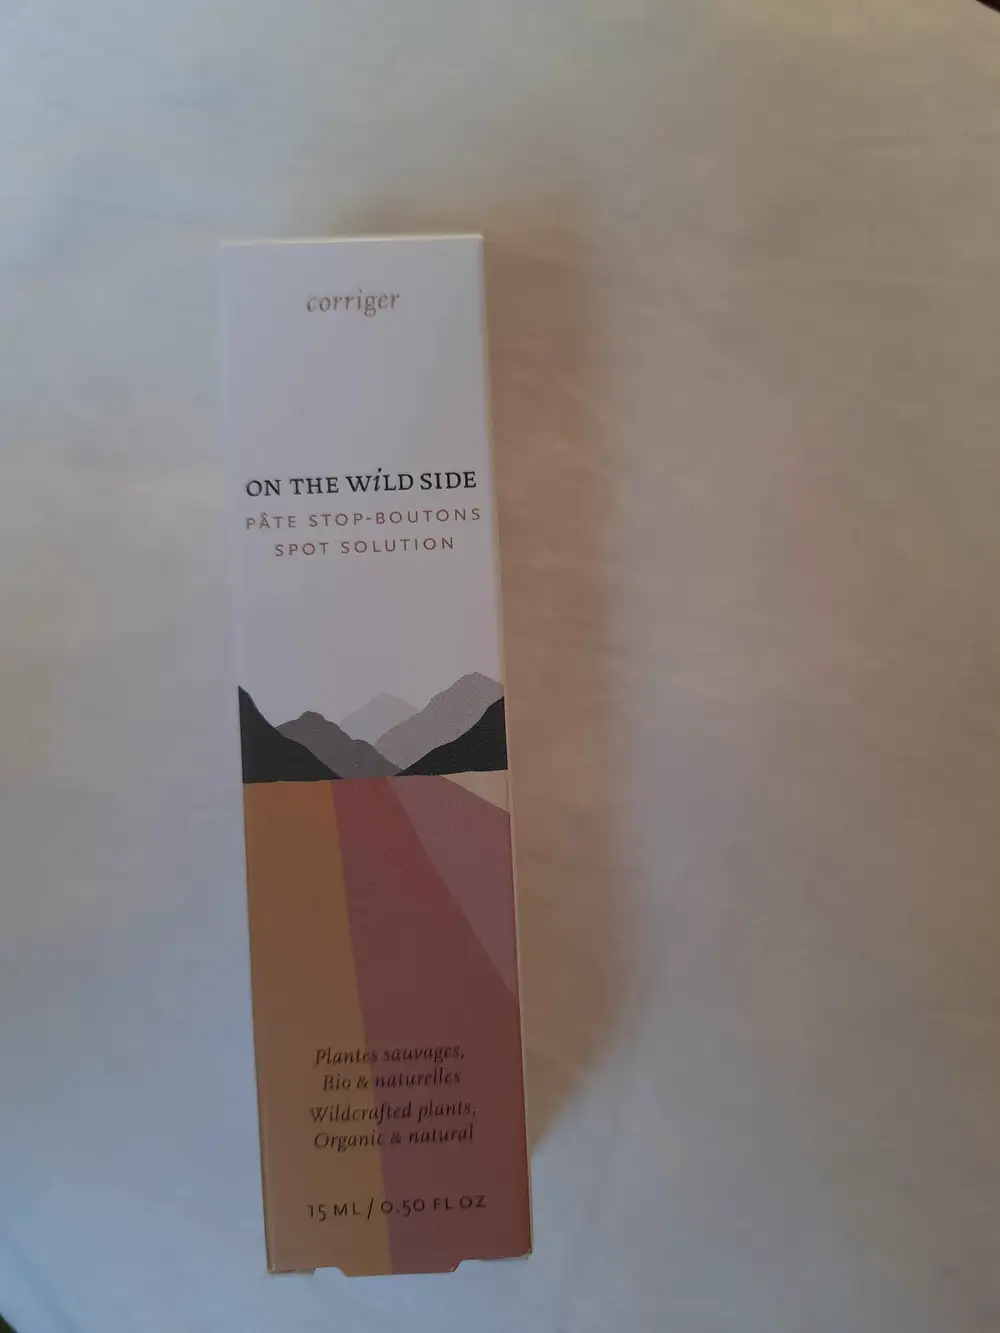 corriger
ON THE WiLD SIDE
PÂTE STOP-BOUTONS
SPOT SOLUTION
Plantes sauvages,
Bio & naturelles
Wildcrafted plants,
Organic & natural
15 ML / 0.50 FL OZ